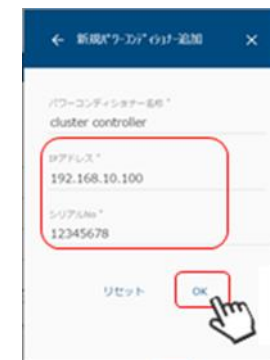 ← 新規ﾊﾟﾜｰｺﾝﾃﾞｨｼｮﾅｰ追加 ×
パワーコンディショナー名称 *
cluster controller
IPアドレス *
192.168.10.100
シリアルNo *
12345678
リセット OK